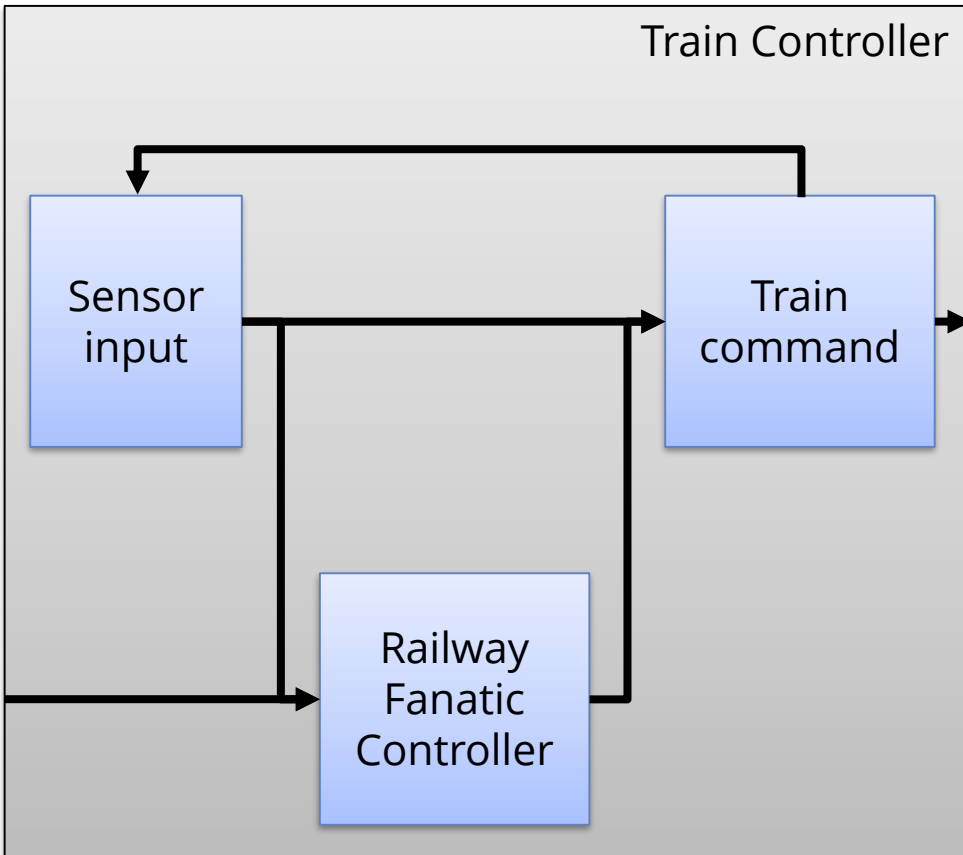 Train Controller
Sensor
input
Train
command
Railway
Fanatic
Controller